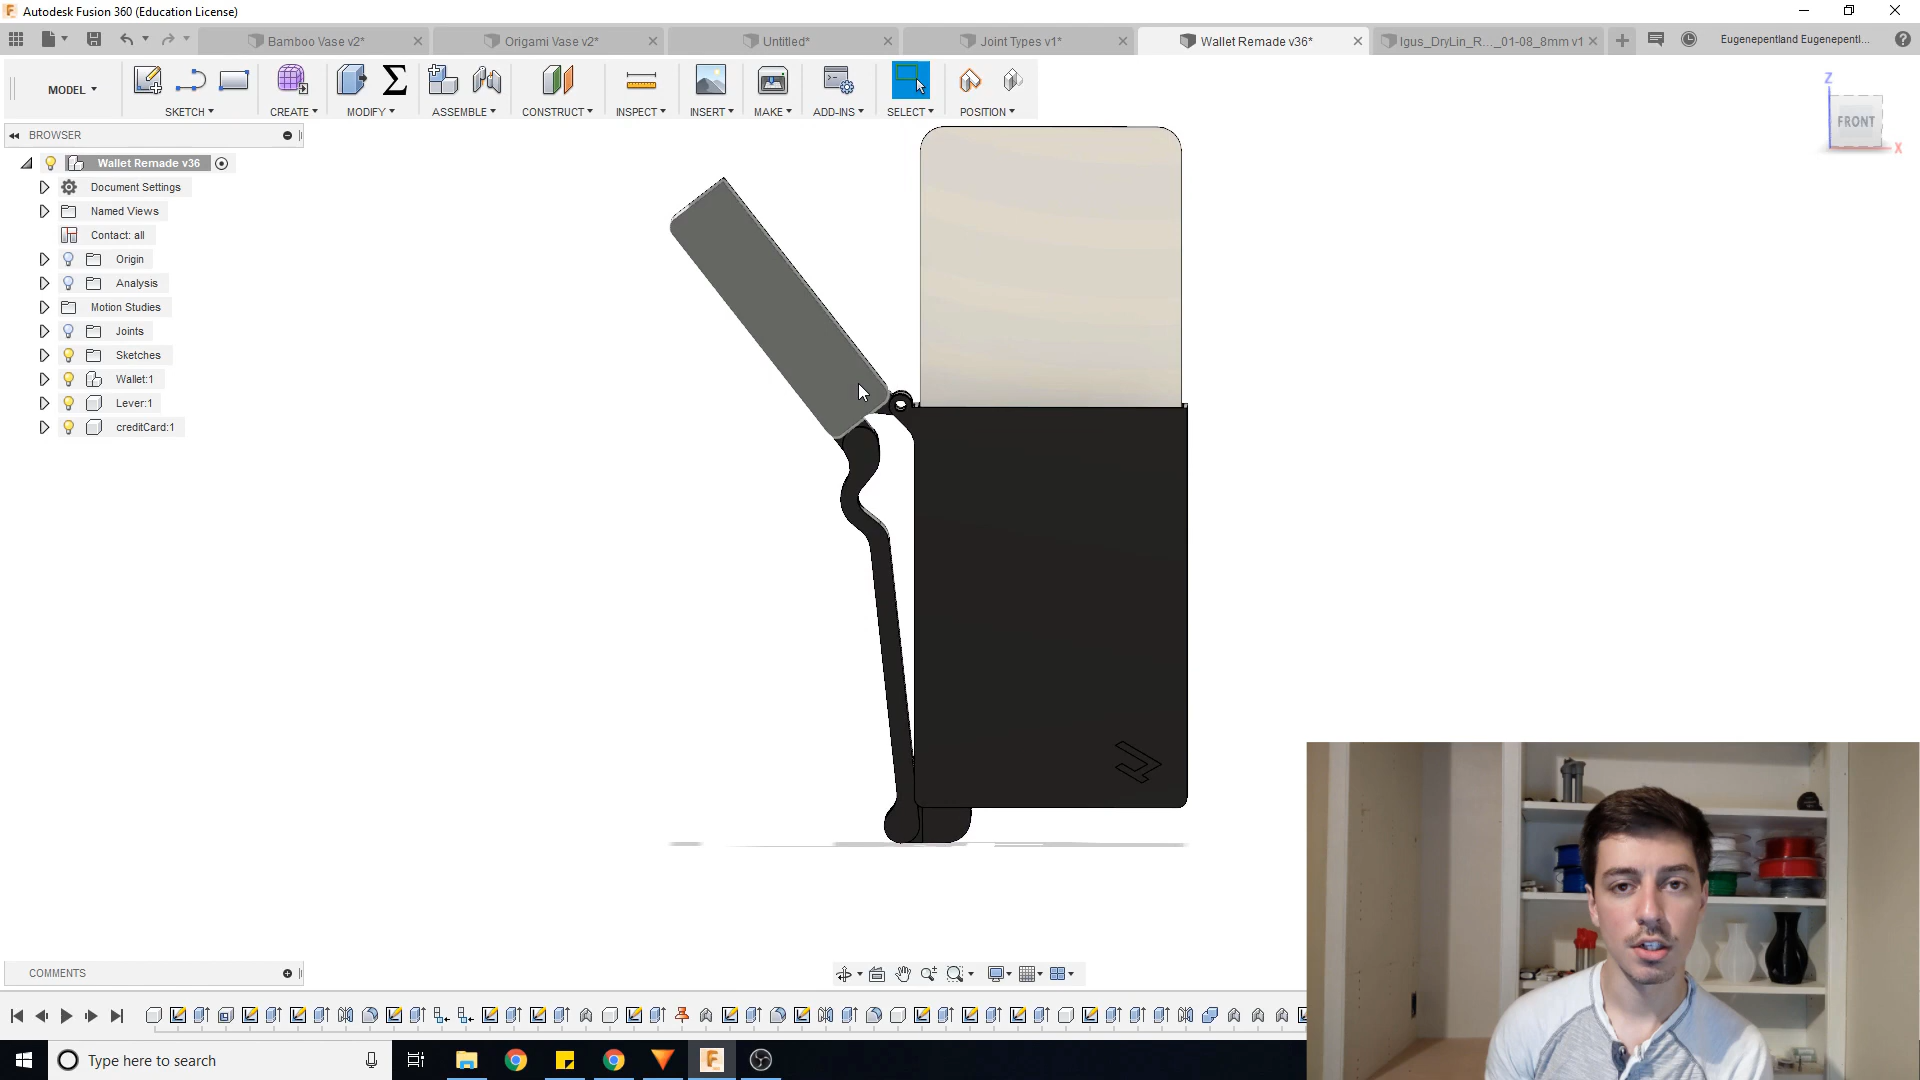 Autodesk Fusion 360 (Education License)
Bamboo Vase v2*
Origami Vase v2*
Untitled*
Joint Types v1*
Wallet Remade v36*
Igus_DryLin_R..._01-08_8mm v1
Eugenepentland Eugenepentl...
MODEL
SKETCH
CREATE
MODIFY
ASSEMBLE
CONSTRUCT
INSPECT
INSERT
MAKE
ADD-INS
SELECT
POSITION
Z
FRONT
X
BROWSER
Wallet Remade v36
Document Settings
Named Views
Contact: all
Origin
Analysis
Motion Studies
Joints
Sketches
Wallet:1
Lever:1
creditCard:1
COMMENTS
Type here to search